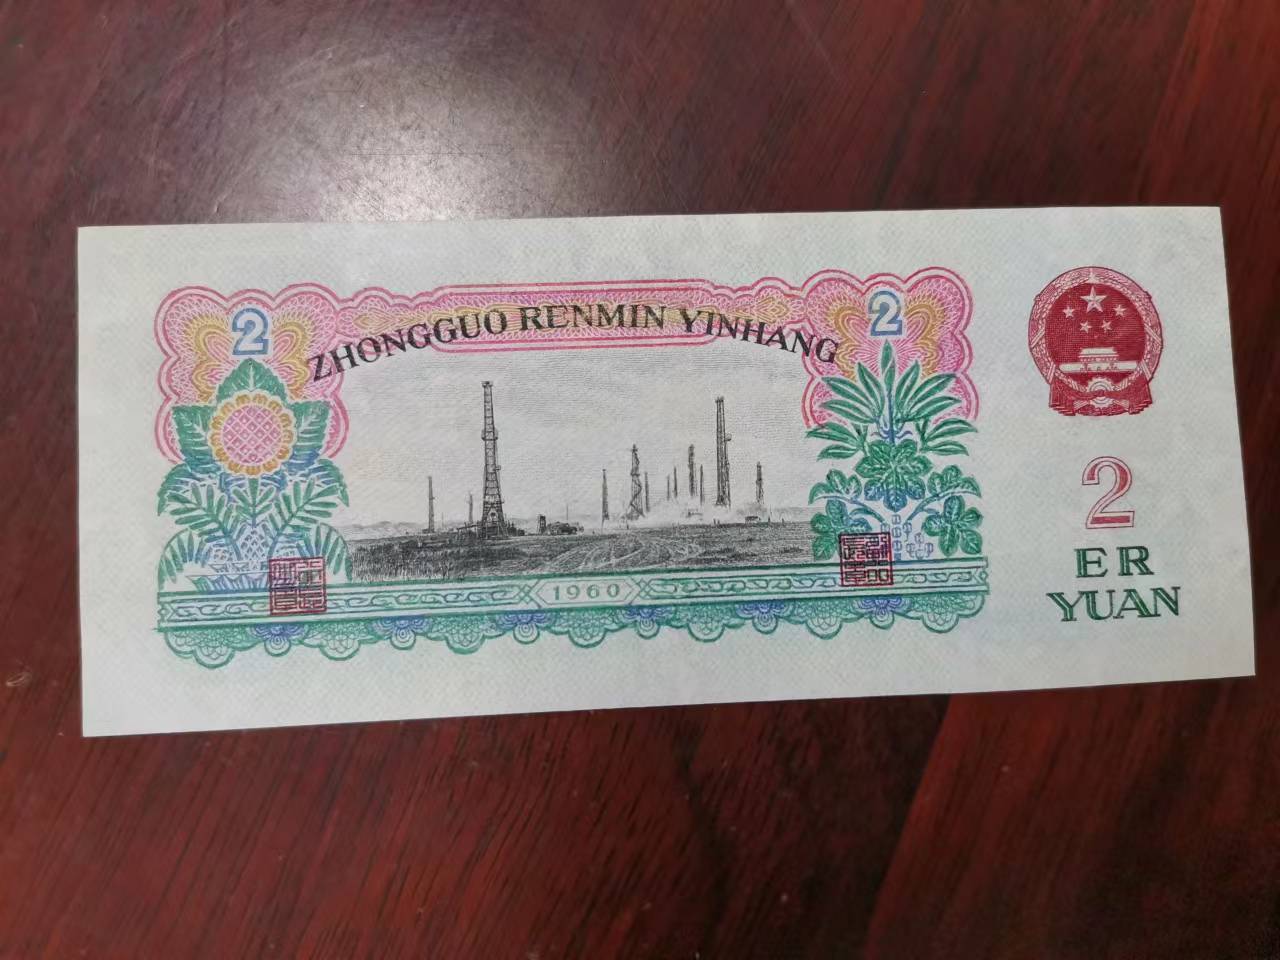 2
2
ZHONGGUO RENMIN YINHANG
1960
2
ER
YUAN